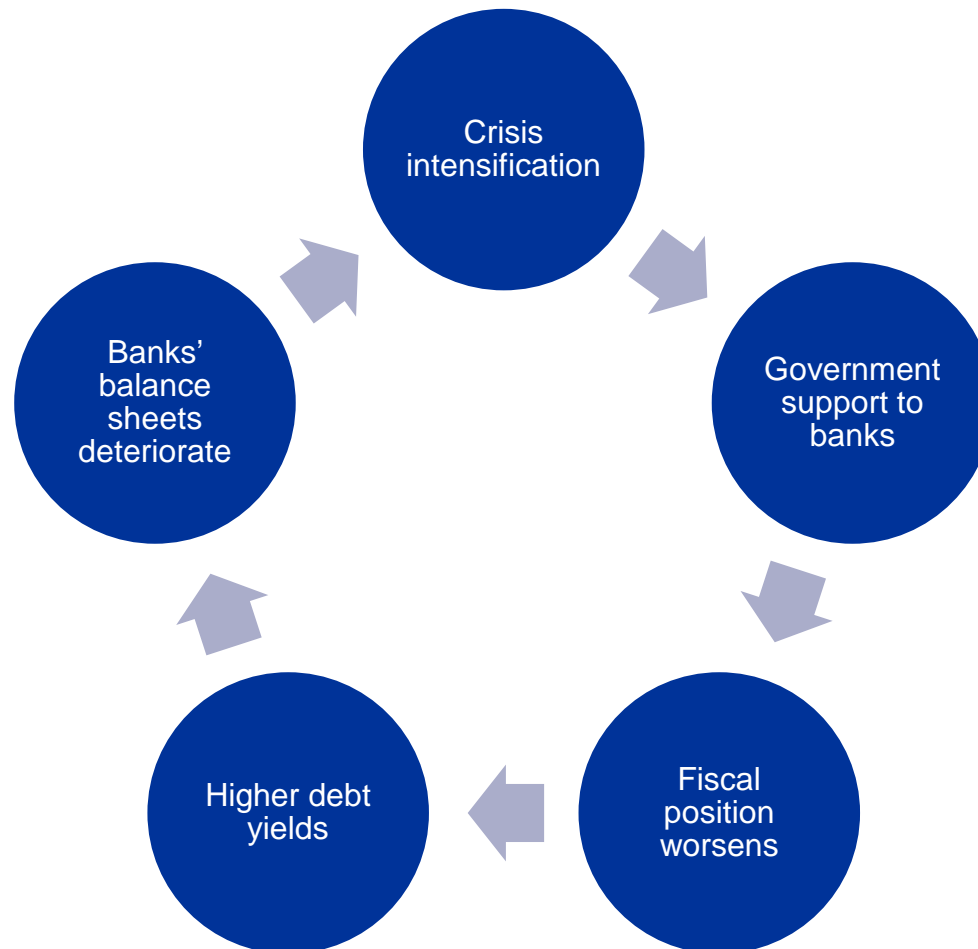 Crisis
intensification
Government
support to
banks
Fiscal
position
worsens
Higher debt
yields
Banks’
balance
sheets
deteriorate